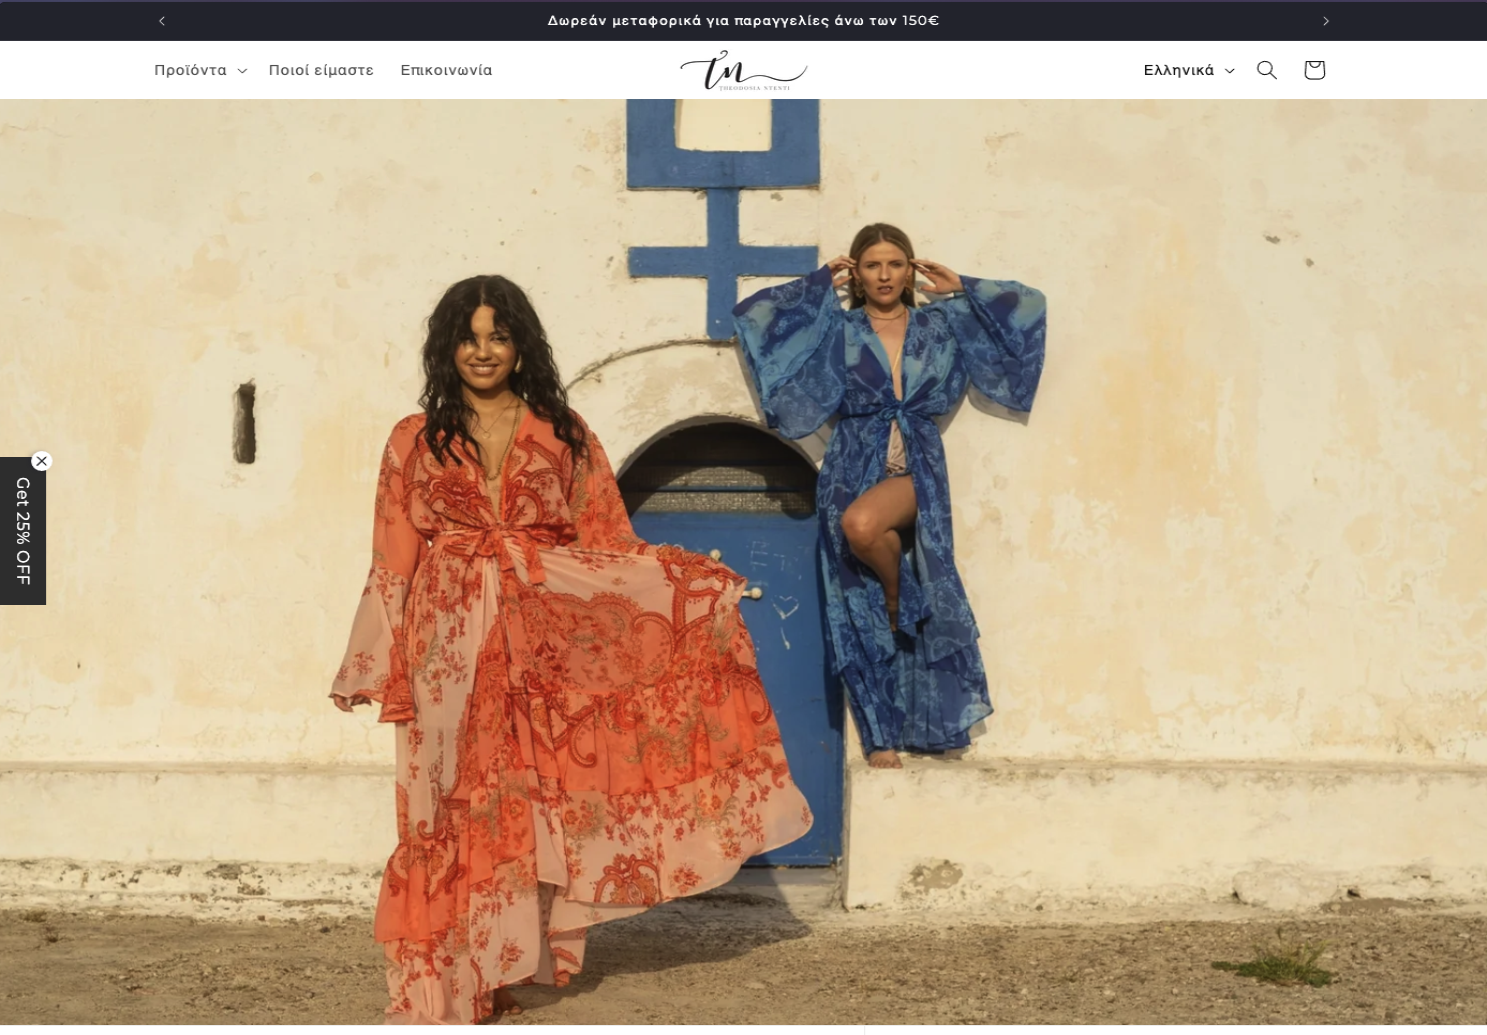 Δωρεάν μεταφορικά για παραγγελίες άνω των 150€
Προϊόντα
Ποιοί είμαστε
Επικοινωνία
tn
THEODOSIA NTENTI
Ελληνικά
Get 25% OFF